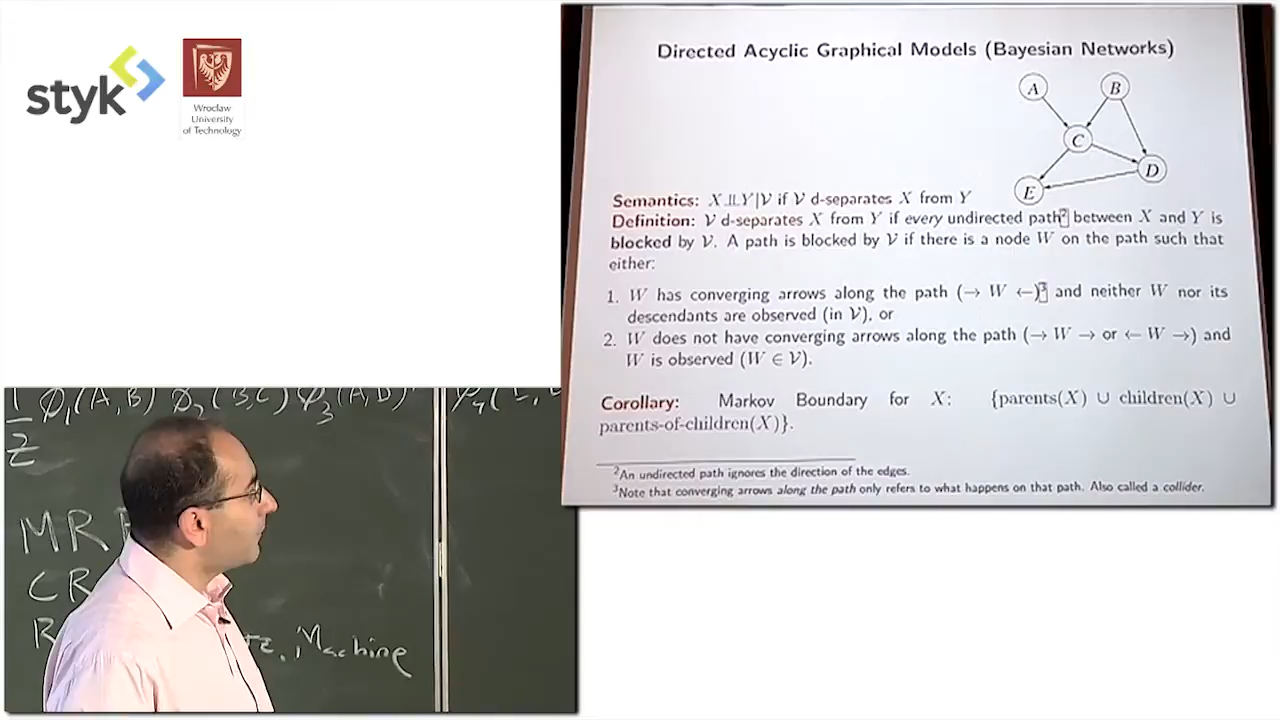 styk
Wroclaw
University
of Technology
Directed Acyclic Graphical Models (Bayesian Networks)
A
B
C
D
E
Semantics: X⫫Y|𝒱 if 𝒱 d-separates X from Y
Definition: 𝒱 d-separates X from Y if every undirected path² between X and Y is
blocked by 𝒱. A path is blocked by 𝒱 if there is a node W on the path such that
either:
1. W has converging arrows along the path (→ W ←)³ and neither W nor its
descendants are observed (in 𝒱), or
2. W does not have converging arrows along the path (→ W → or ← W →) and
W is observed (W ∈ 𝒱).
Corollary: Markov Boundary for X: {parents(X) ∪ children(X) ∪
parents-of-children(X)}.
²An undirected path ignores the direction of the edges.
³Note that converging arrows along the path only refers to what happens on that path. Also called a collider.
1 ϕ₁(A,B) ϕ₂(B,C) ϕ₃(A,D)
Z
MR
CR
Machine